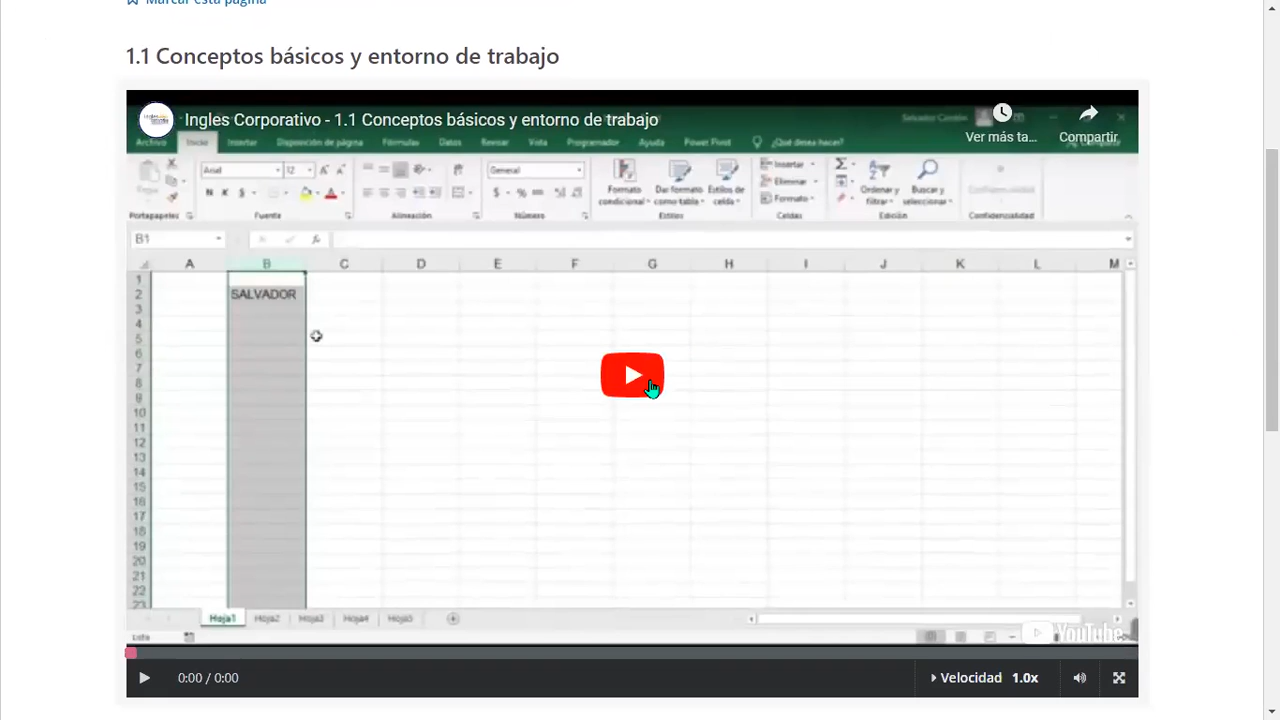 Marcar esta página
1.1 Conceptos básicos y entorno de trabajo
Ingles Corporativo - 1.1 Conceptos básicos y entorno de trabajo
Ver más ta...
Compartir
Archivo Inicio Insertar Disposición de página Fórmulas Datos Revisar Vista Programador Ayuda Power Pivot ¿Qué desea hacer?
Arial 12
General
Formato condicional
Dar formato como tabla
Estilos de celda
Insertar
Eliminar
Formato
Ordenar y filtrar
Buscar y seleccionar
Confidencialidad
Portapapeles Fuente Alineación Número Estilos Celdas Edición Confidencialidad
B1
A B C D E F G H I J K L M
1
2 SALVADOR
3
4
5
6
7
8
9
10
11
12
13
14
15
16
17
18
19
20
21
22
23
Hoja1 Hoja2 Hoja3 Hoja4 Hoja5
Listo
YouTube
0:00 / 0:00
Velocidad 1.0x